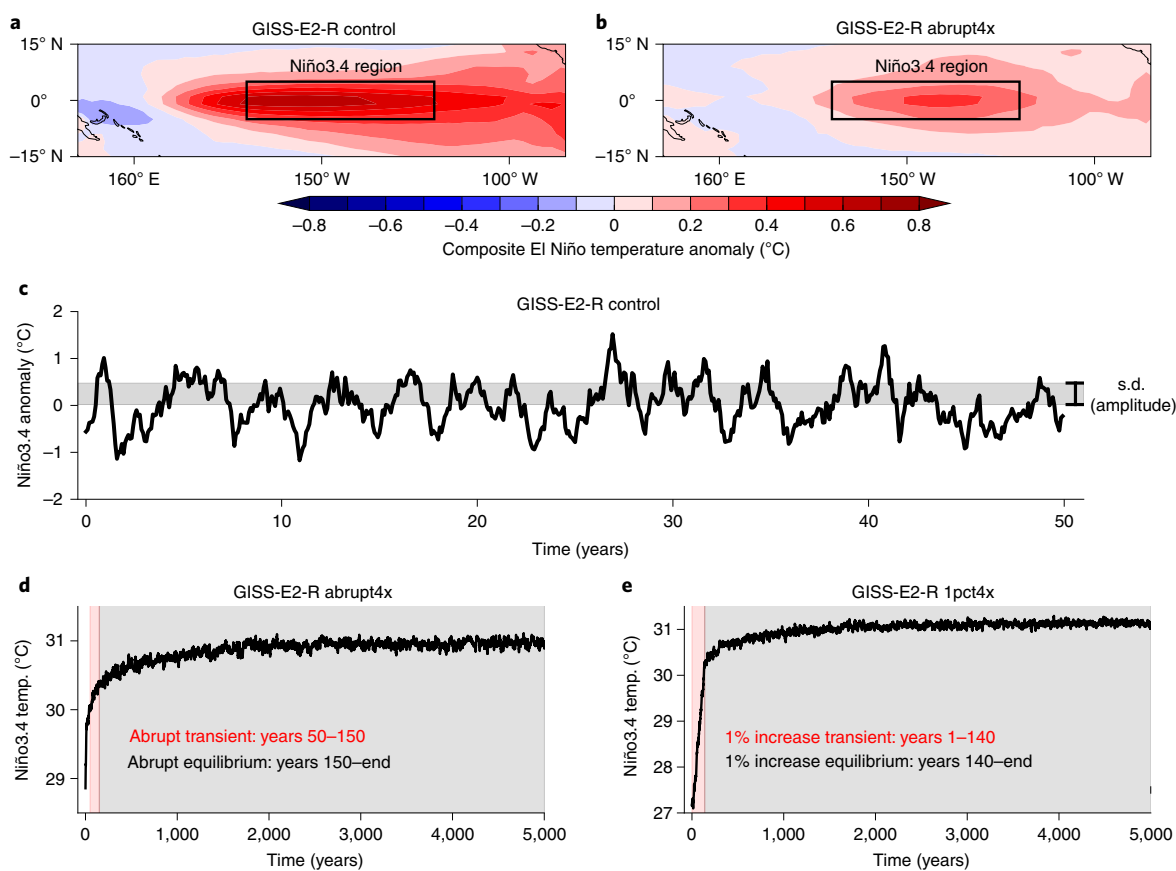 a
GISS-E2-R control
15° N
0°
−15° N
Niño3.4 region
160° E
150° W
100° W
b
GISS-E2-R abrupt4x
15° N
0°
−15° N
Niño3.4 region
160° E
150° W
100° W
−0.8 −0.6 −0.4 −0.2 0 0.2 0.4 0.6 0.8
Composite El Niño temperature anomaly (°C)
c
GISS-E2-R control
Niño3.4 anomaly (°C)
2
1
0
−1
−2
s.d.
(amplitude)
0 10 20 30 40 50
Time (years)
d
GISS-E2-R abrupt4x
Niño3.4 temp. (°C)
31
30
29
Abrupt transient: years 50–150
Abrupt equilibrium: years 150–end
0 1,000 2,000 3,000 4,000 5,000
Time (years)
e
GISS-E2-R 1pct4x
Niño3.4 temp. (°C)
31
30
29
28
27
1% increase transient: years 1–140
1% increase equilibrium: years 140–end
0 1,000 2,000 3,000 4,000 5,000
Time (years)